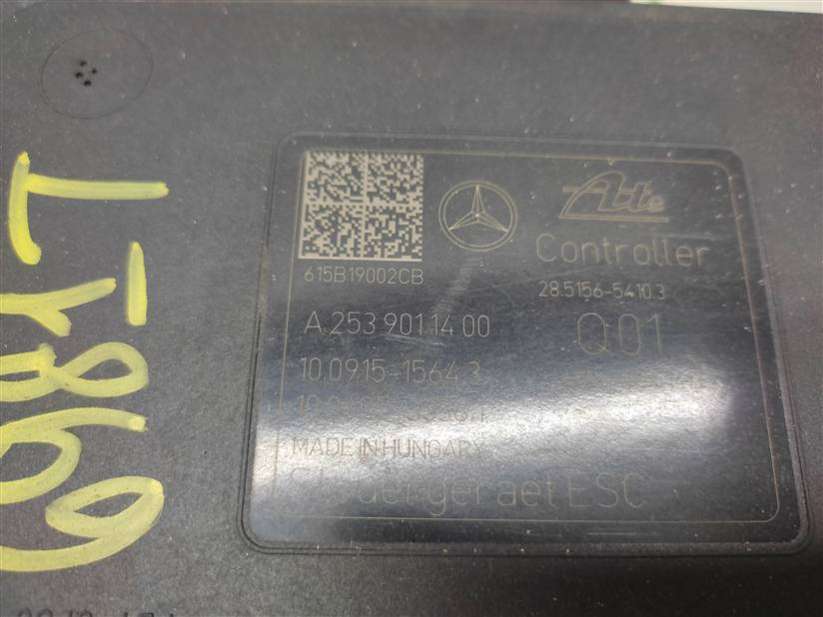 Ate
Controller
615B19002CB
28.5156-5410.3
A 253 901 14 00
Q01
10.0915-1564.3
MADE IN HUNGARY
Steuergeraet ESC